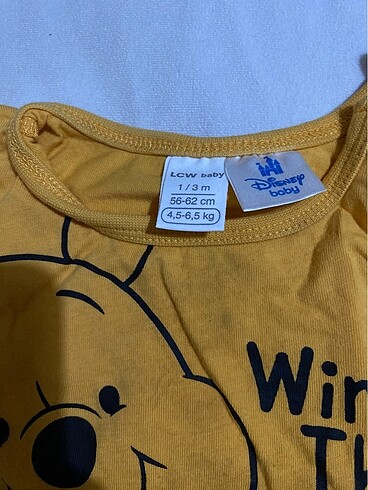 LCW baby
1 / 3 m
56-62 cm
4,5-6,5 kg
Disney
baby